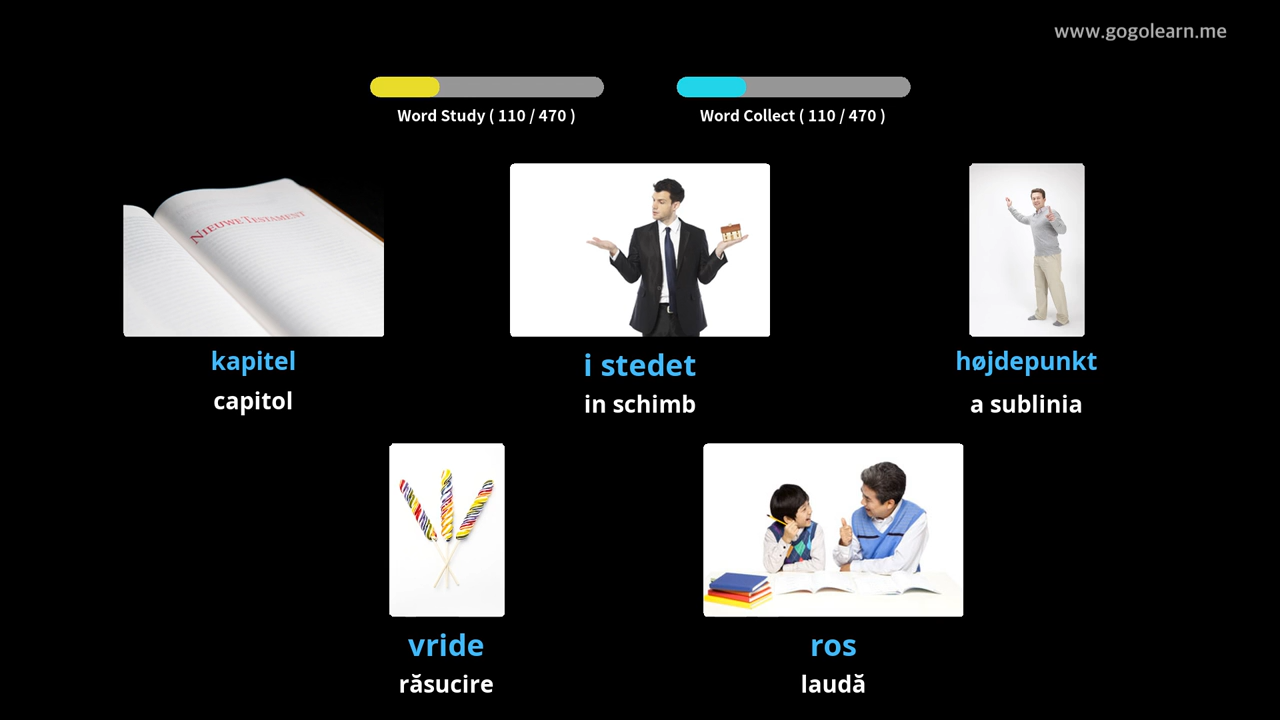 www.gogolearn.me
Word Study ( 110 / 470 )
Word Collect ( 110 / 470 )
NIEUWE TESTAMENT
kapitel
capitol
i stedet
in schimb
højdepunkt
a sublinia
vride
răsucire
ros
laudă